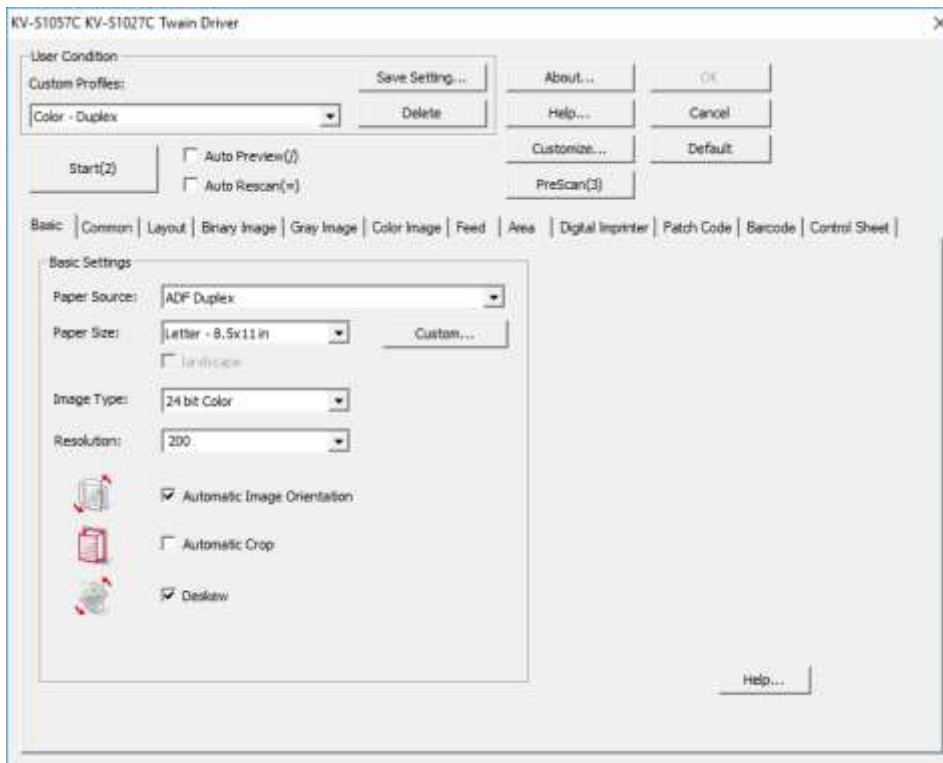 KV-S1057C KV-S1027C Twain Driver
User Condition
Custom Profiles:
Save Setting...
About...
OK
Color - Duplex
Delete
Help...
Cancel
Start(2)
Auto Preview(/)
Customize...
Default
Auto Rescan(=)
PreScan(3)
Basic Common Layout Binary Image Gray Image Color Image Feed Area Digital Imprinter Patch Code Barcode Control Sheet
Basic Settings
Paper Source: ADF Duplex
Paper Size: Letter - 8.5x11 in Custom...
landscape
Image Type: 24 bit Color
Resolution: 200
Automatic Image Orientation
Automatic Crop
Deskew
Help...